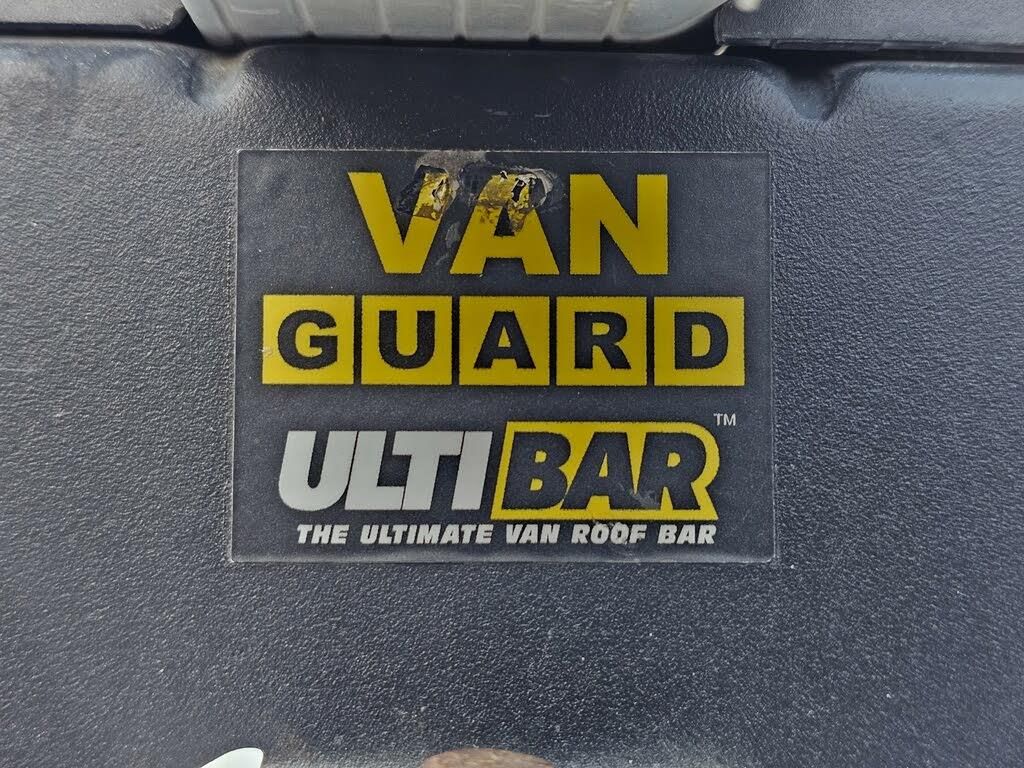 VAN
GUARD
ULTIBAR™
THE ULTIMATE VAN ROOF BAR